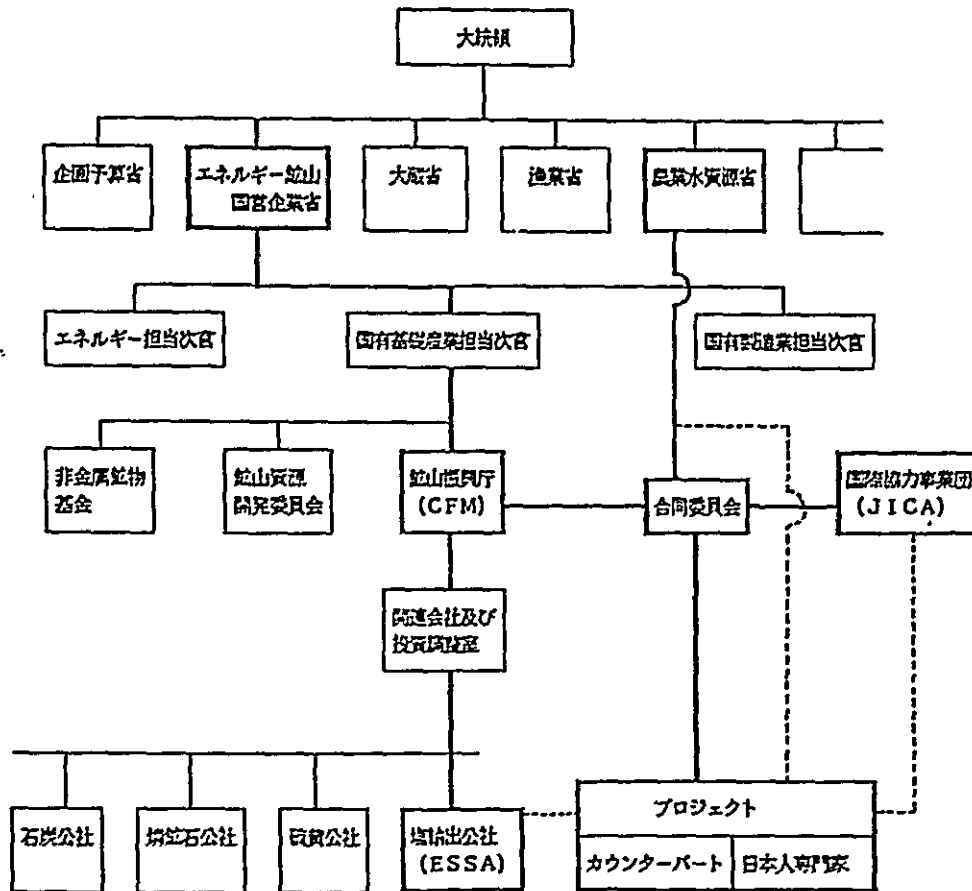 大統領
企画予算省
エネルギー鉱山
国営企業省
大蔵省
漁業省
農業水資源省
エネルギー担当次官
国有基礎産業担当次官
国有製造業担当次官
非金属鉱物
基金
鉱山資源
開発委員会
鉱山振興庁
(CFM)
合同委員会
国際協力事業団
(JICA)
関連会社及び
石炭公社
燐鉱石公社
硫黄公社
塩輸出公社
(ESSA)
プロジェクト
カウンターパート
日本人専門家